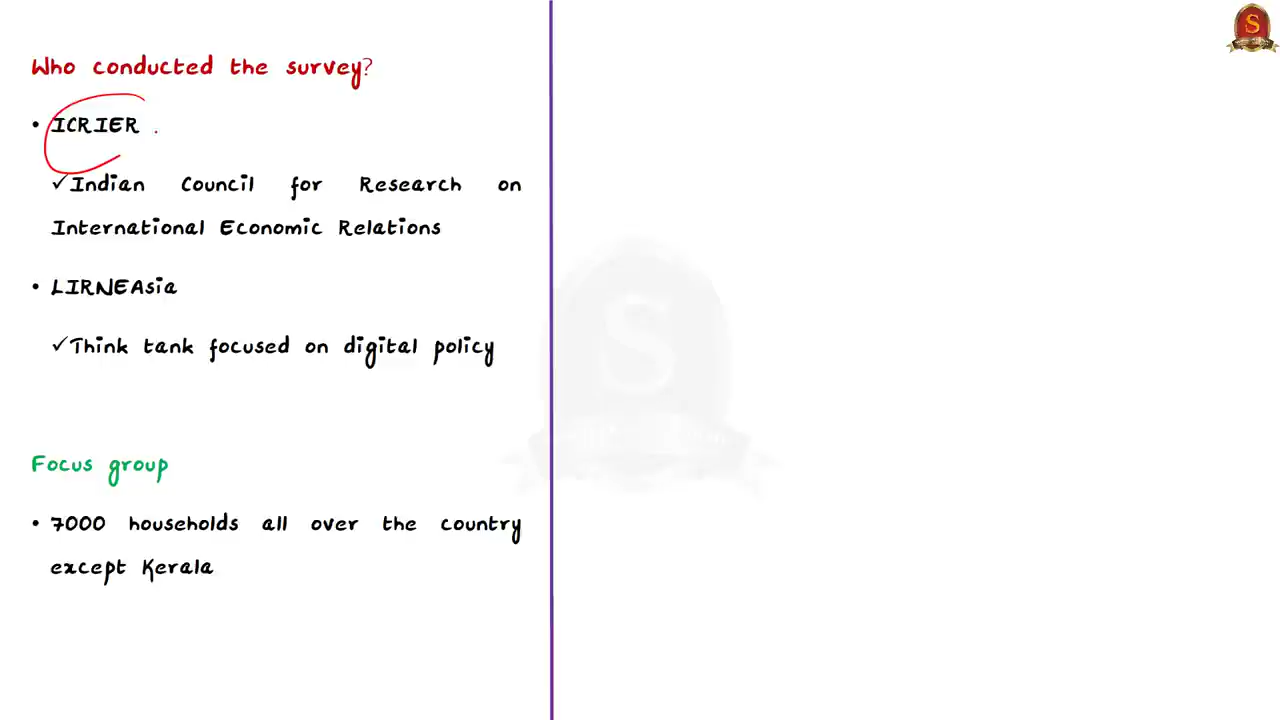 Who conducted the survey?
• ICRIER .
✓Indian Council for Research on
International Economic Relations
• LIRNEAsia
✓Think tank focused on digital policy
Focus group
• 7000 households all over the country
except Kerala
S
S